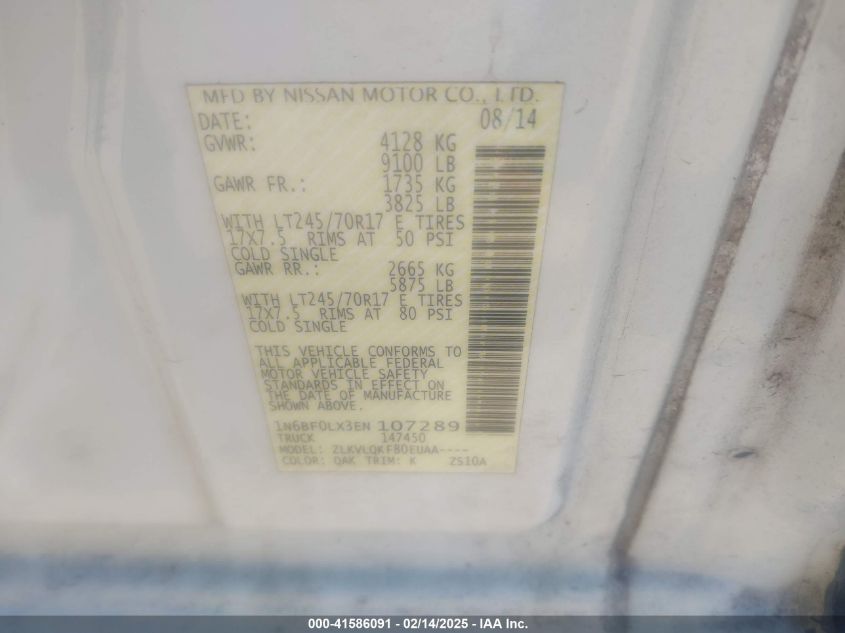 MFD BY NISSAN MOTOR CO., LTD.
DATE: 08/14
GVWR: 4128 KG
9100 LB
GAWR FR.: 1735 KG
3825 LB
WITH LT245/70R17 E TIRES
17X7.5 RIMS AT 50 PSI
COLD SINGLE
GAWR RR.: 2665 KG
5875 LB
WITH LT245/70R17 E TIRES
17X7.5 RIMS AT 80 PSI
COLD SINGLE
THIS VEHICLE CONFORMS TO
ALL APPLICABLE FEDERAL
MOTOR VEHICLE SAFETY
STANDARDS IN EFFECT ON
THE DATE OF MANUFACTURE
SHOWN ABOVE.
1N6BF0LX3EN 107289
TRUCK 147450
MODEL: ZLKVLQKF80EUAA----
COLOR: QAK TRIM: K ZS10A
000-41586091 - 02/14/2025 - IAA, Inc.